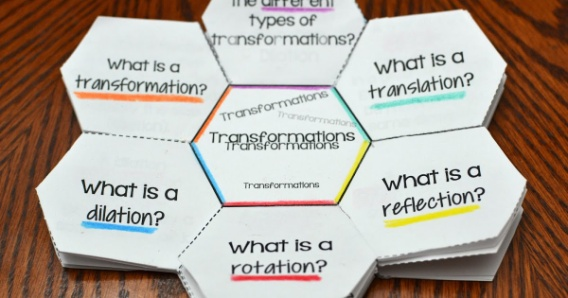 the different
types of
transformations?
What is a
transformation?
What is a
translation?
Transformations
Transformations
Transformations
Transformations
Transformations
What is a
dilation?
What is a
reflection?
What is a
rotation?